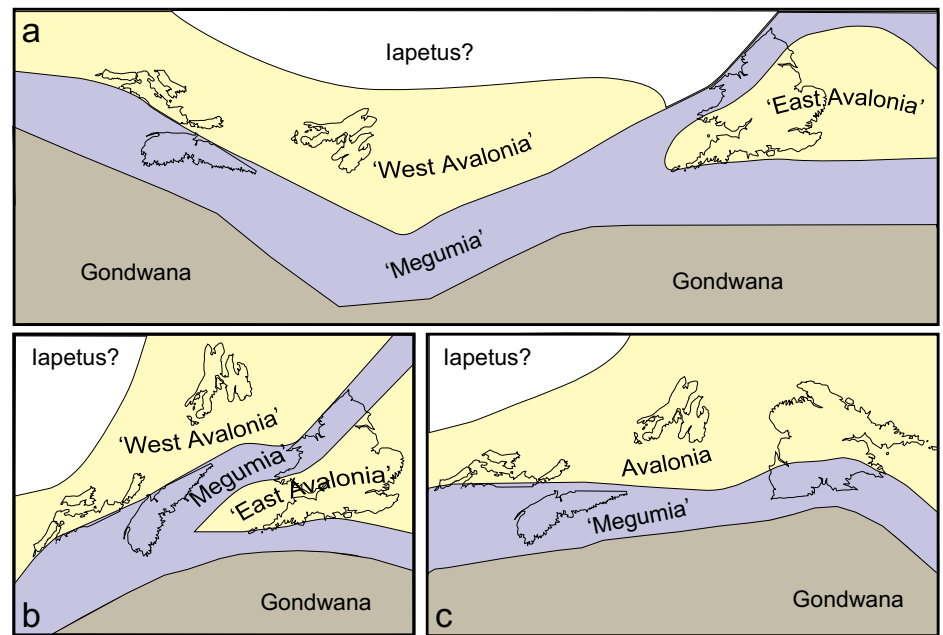 a
Iapetus?
'East Avalonia'
'West Avalonia'
'Megumia'
Gondwana
Gondwana
Iapetus?
'West Avalonia'
'Megumia'
'East Avalonia'
Gondwana
b
Iapetus?
Avalonia
'Megumia'
Gondwana
c